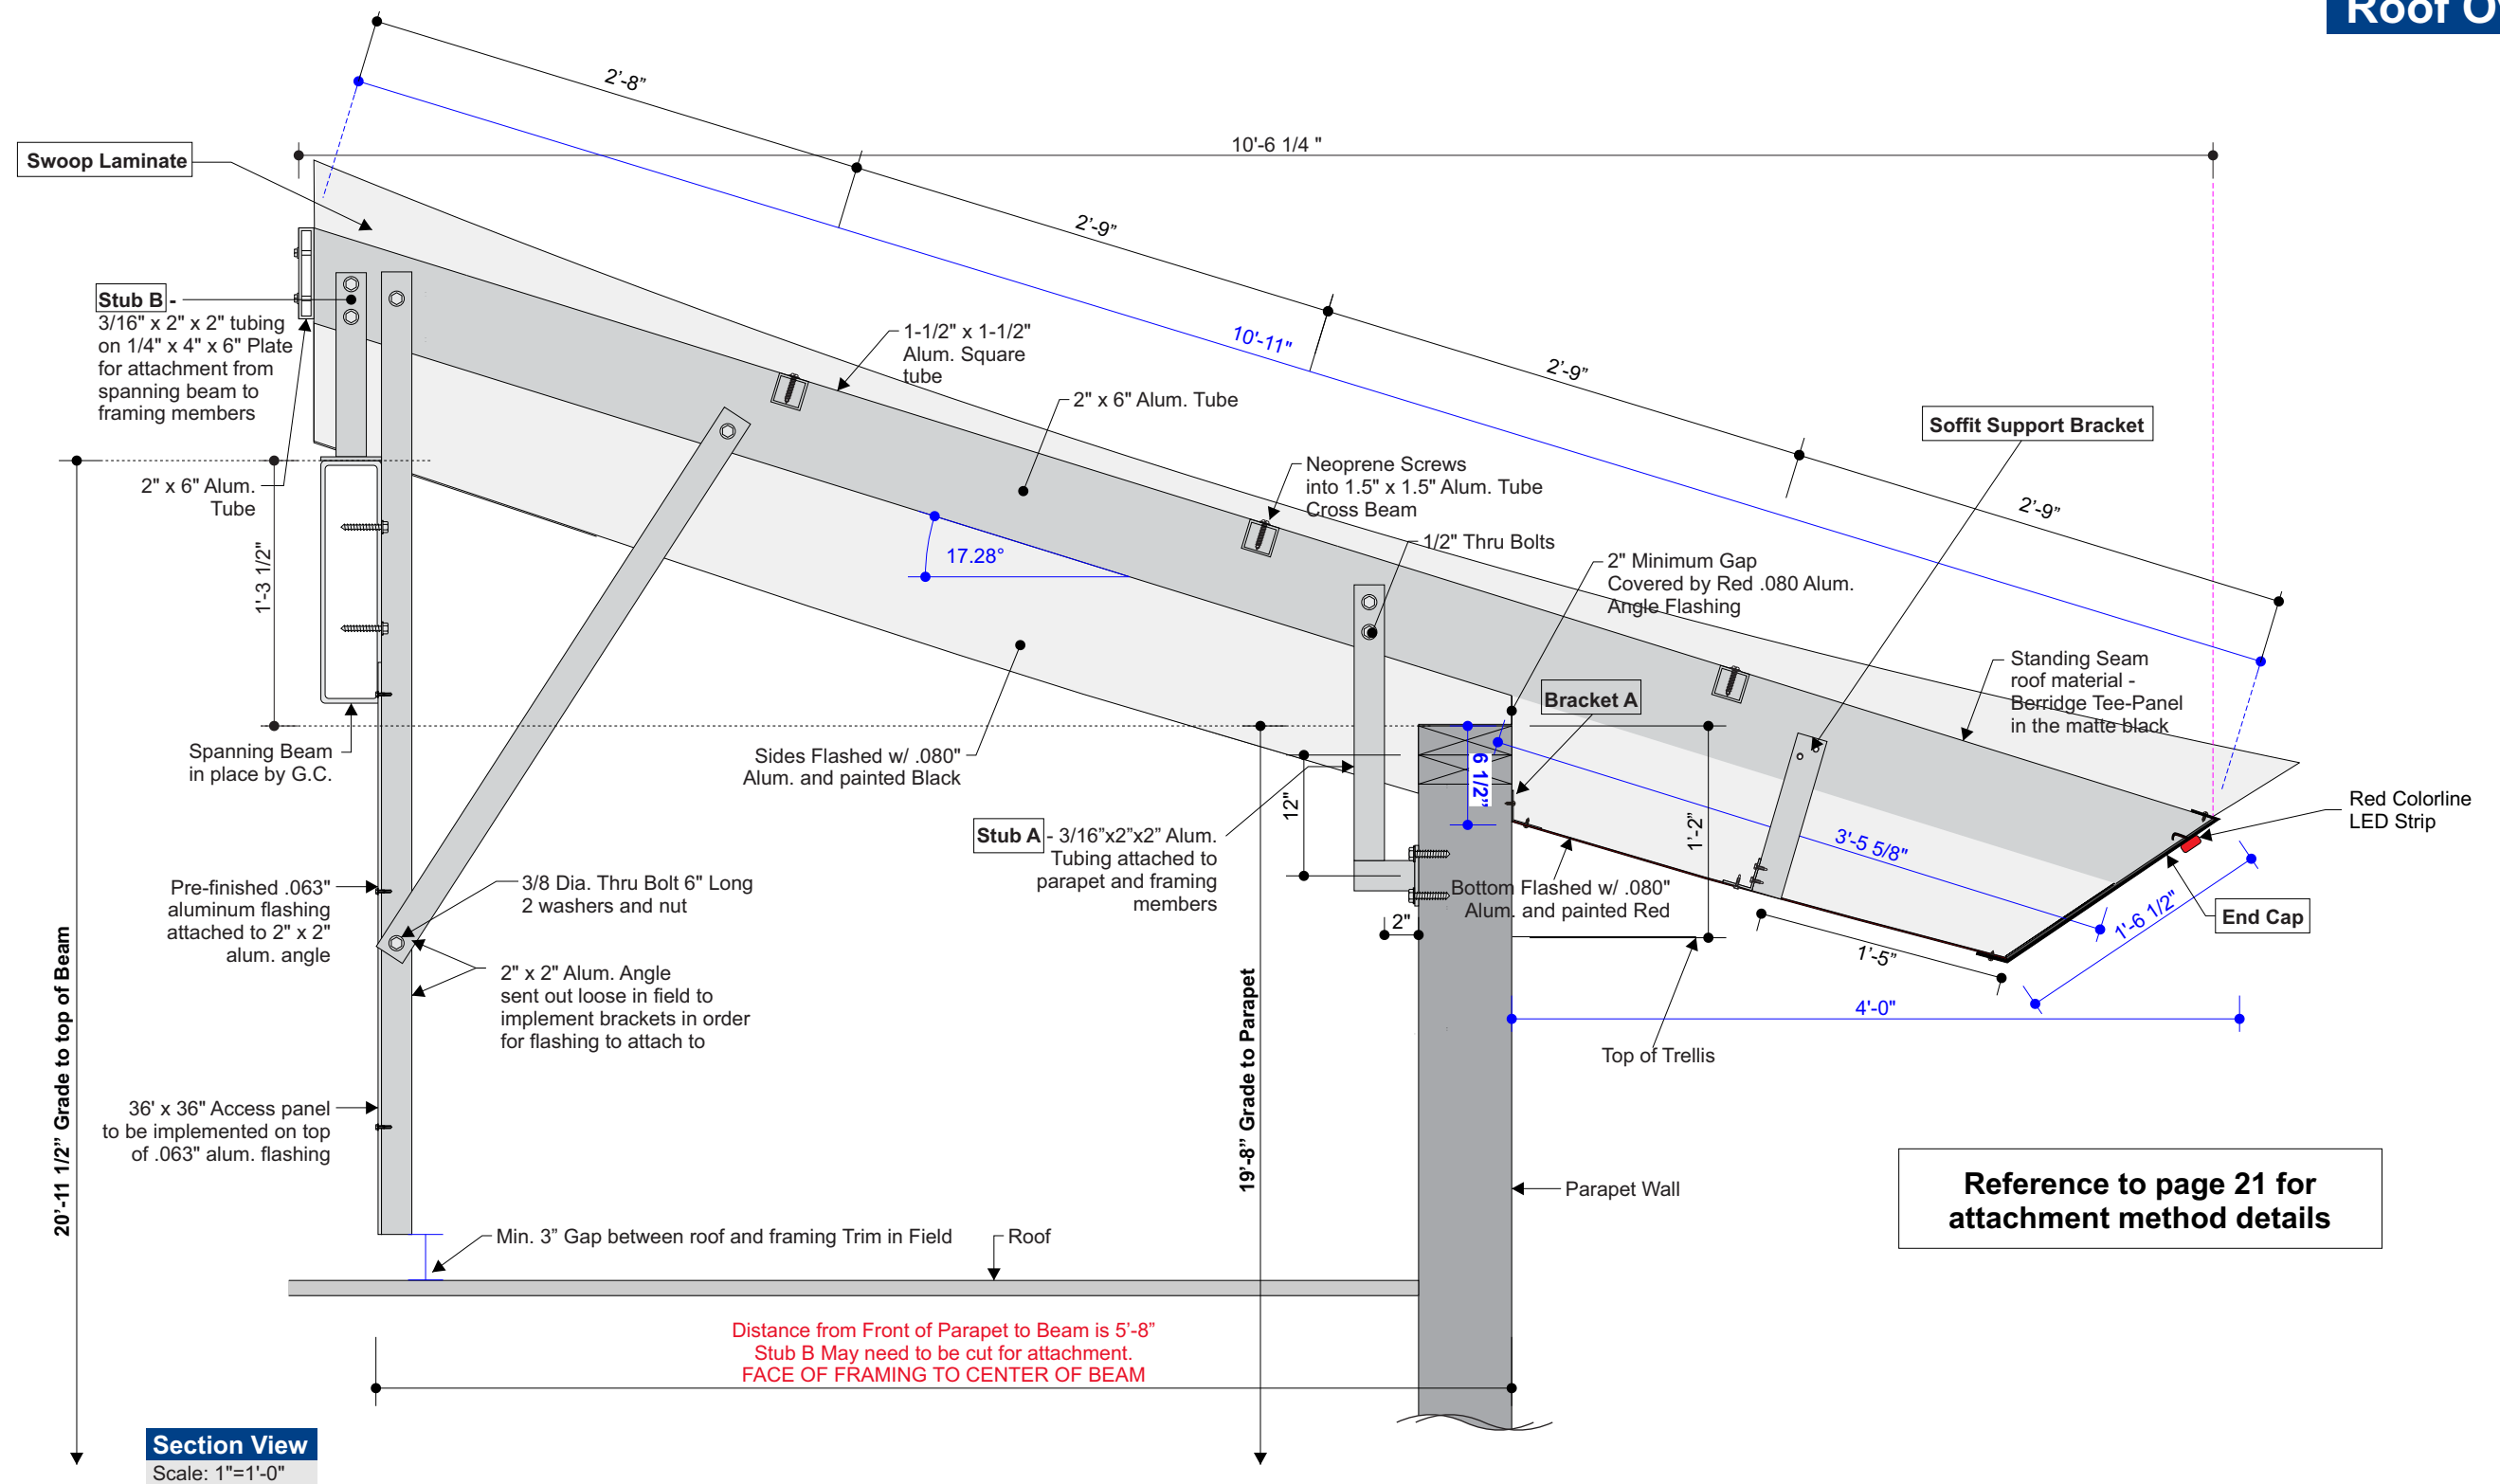 Roof Ov
2'-8”
10'-6 1/4 "
Swoop Laminate
2'-9”
10'-11"
2'-9”
2'-9”
Stub B -
3/16" x 2" x 2" tubing
on 1/4" x 4" x 6" Plate
for attachment from
spanning beam to
framing members
1-1/2" x 1-1/2"
Alum. Square
tube
2" x 6" Alum. Tube
Soffit Support Bracket
2" x 6" Alum.
Tube
Neoprene Screws
into 1.5" x 1.5" Alum. Tube
Cross Beam
1/2" Thru Bolts
17.28°
1'-3 1/2"
2" Minimum Gap
Covered by Red .080 Alum.
Angle Flashing
Standing Seam
roof material -
Berridge Tee-Panel
in the matte black
Bracket A
Spanning Beam
in place by G.C.
Sides Flashed w/ .080"
Alum. and painted Black
6 1/2”
12"
1'-2”
3'-5 5/8"
Red Colorline
LED Strip
Stub A - 3/16”x2”x2” Alum.
Tubing attached to
parapet and framing
members
Pre-finished .063"
aluminum flashing
attached to 2" x 2"
alum. angle
3/8 Dia. Thru Bolt 6" Long
2 washers and nut
Bottom Flashed w/ .080"
Alum. and painted Red
2"
1'-5”
1'-6 1/2"
End Cap
2" x 2" Alum. Angle
sent out loose in field to
implement brackets in order
for flashing to attach to
4'-0"
Top of Trellis
20’-11 1/2” Grade to top of Beam
19’-8” Grade to Parapet
36' x 36" Access panel
to be implemented on top
of .063" alum. flashing
Parapet Wall
Reference to page 21 for
attachment method details
Min. 3” Gap between roof and framing Trim in Field
Roof
Distance from Front of Parapet to Beam is 5’-8”
Stub B May need to be cut for attachment.
FACE OF FRAMING TO CENTER OF BEAM
Section View
Scale: 1"=1'-0"